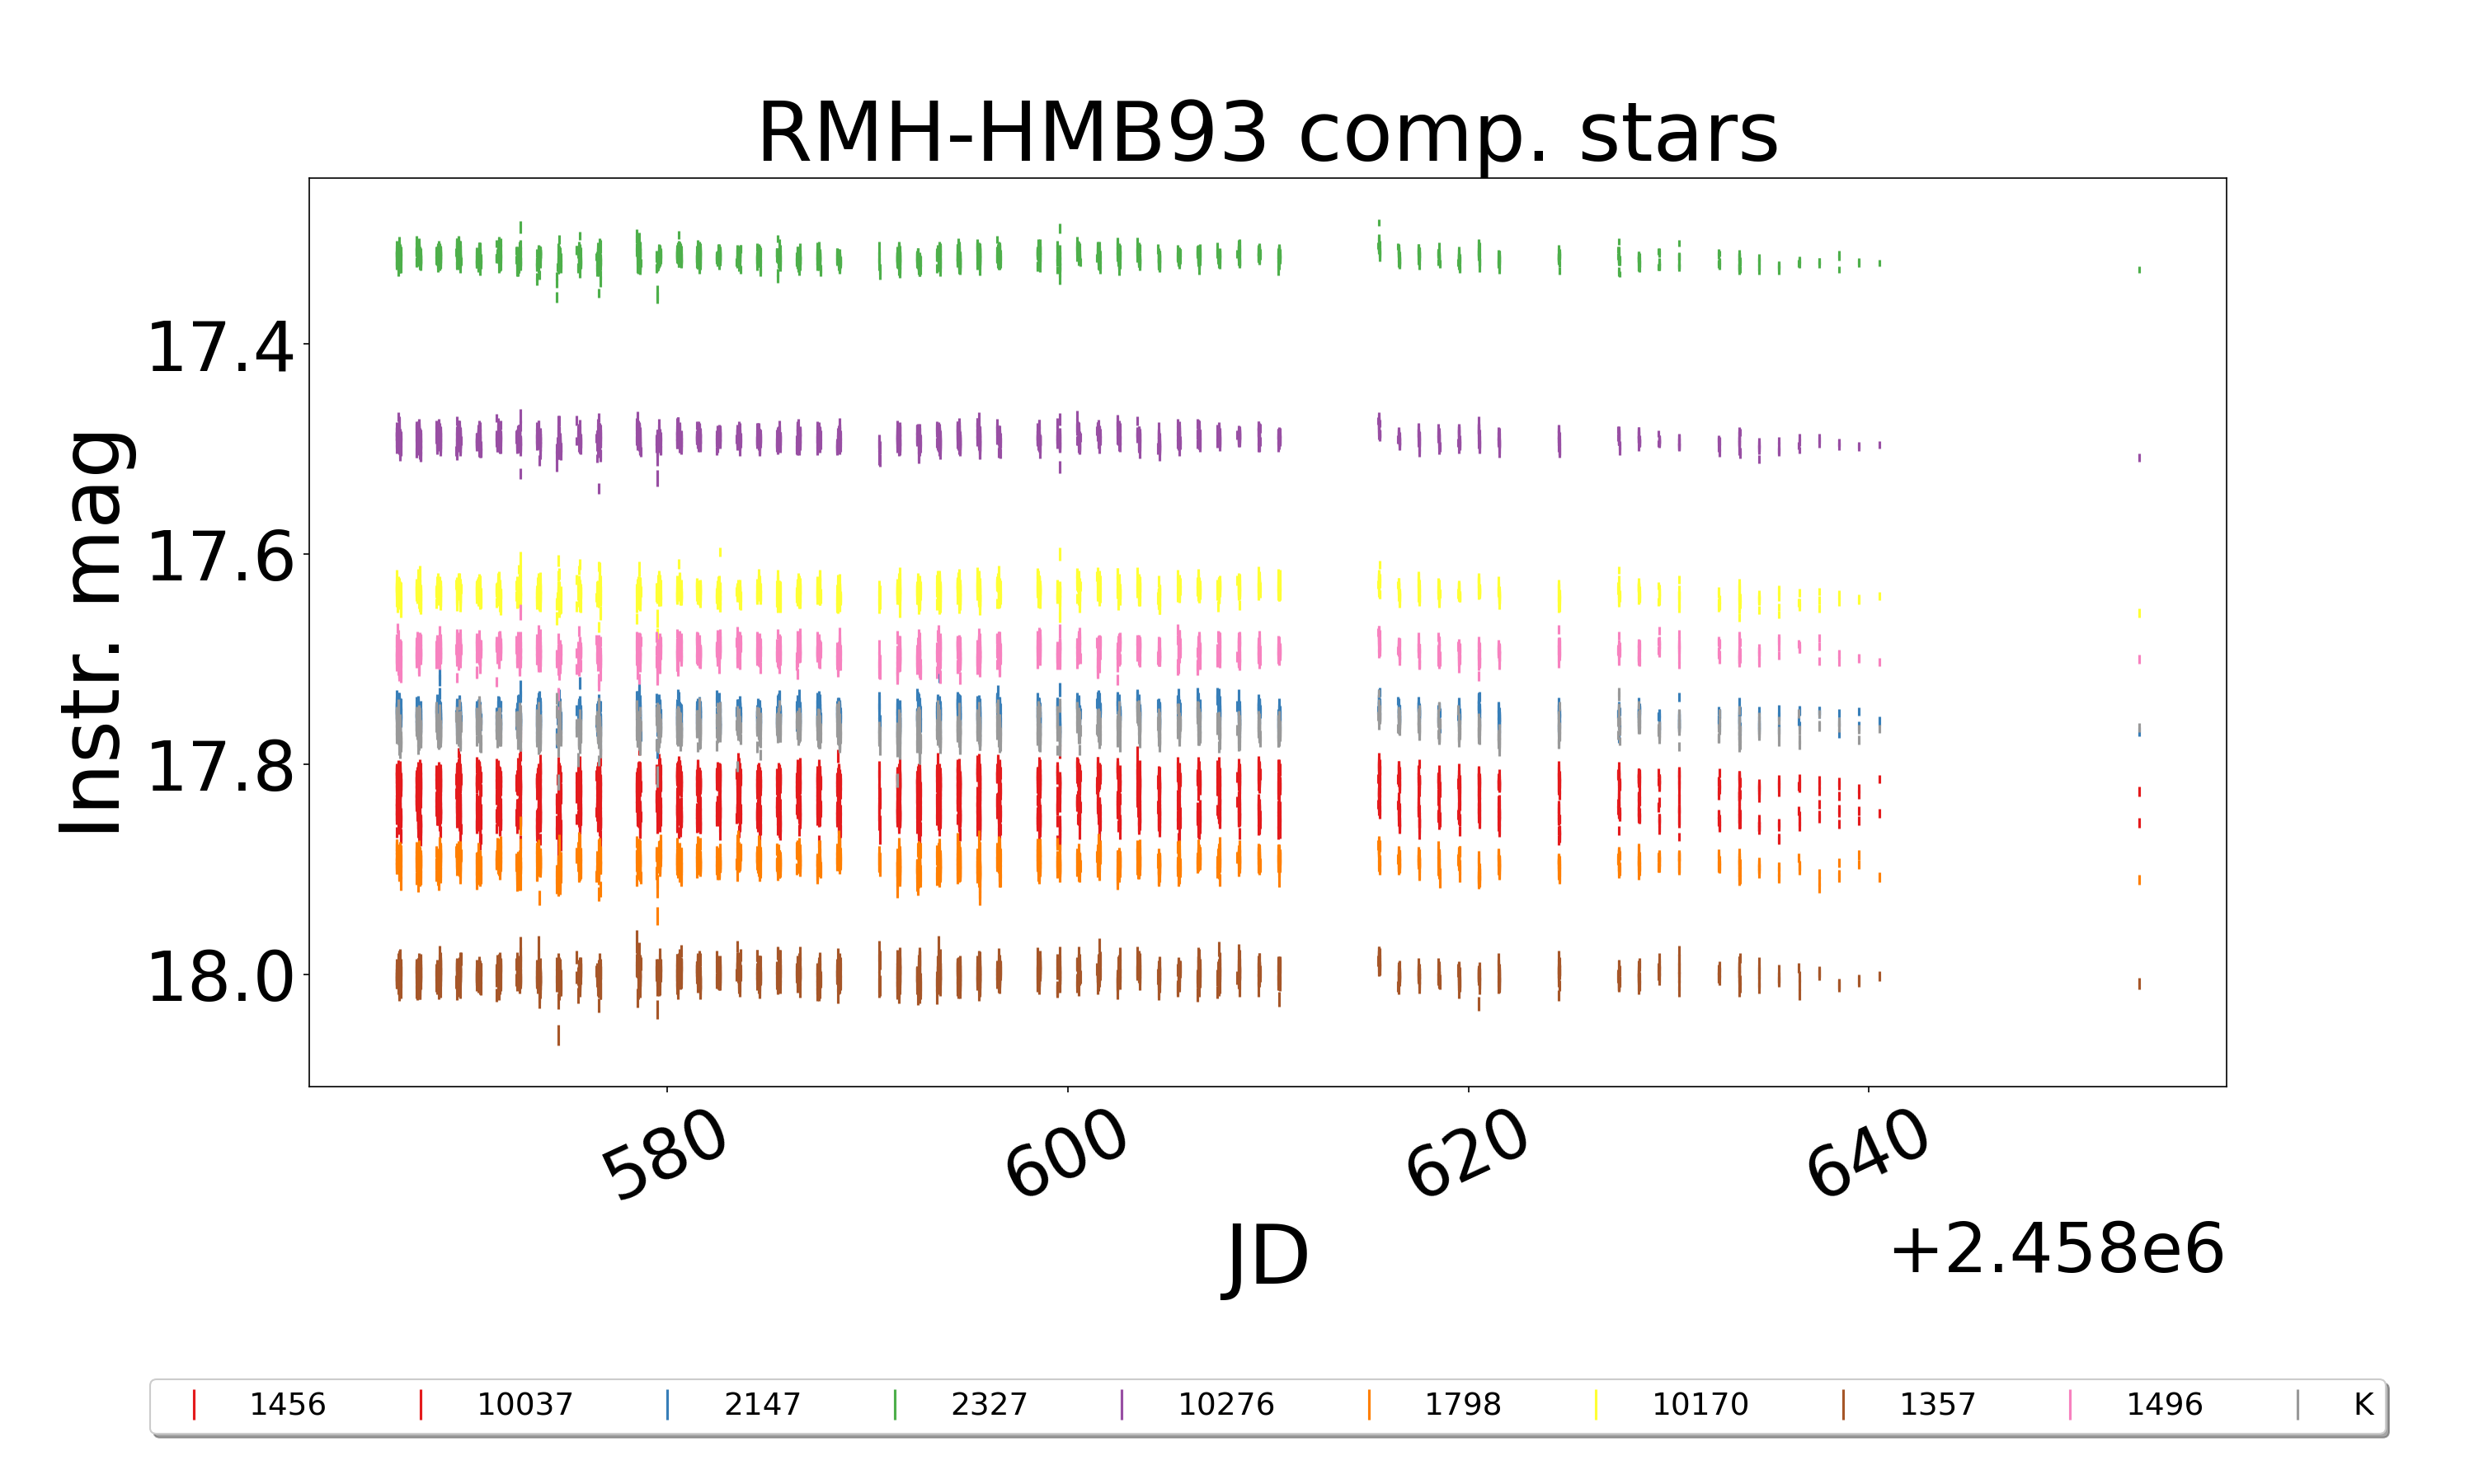 RMH-HMB93 comp. stars
Instr. mag
17.4
17.6
17.8
18.0
580 600 620 640
JD
+2.458e6
1456 10037 2147 2327 10276 1798 10170 1357 1496 K